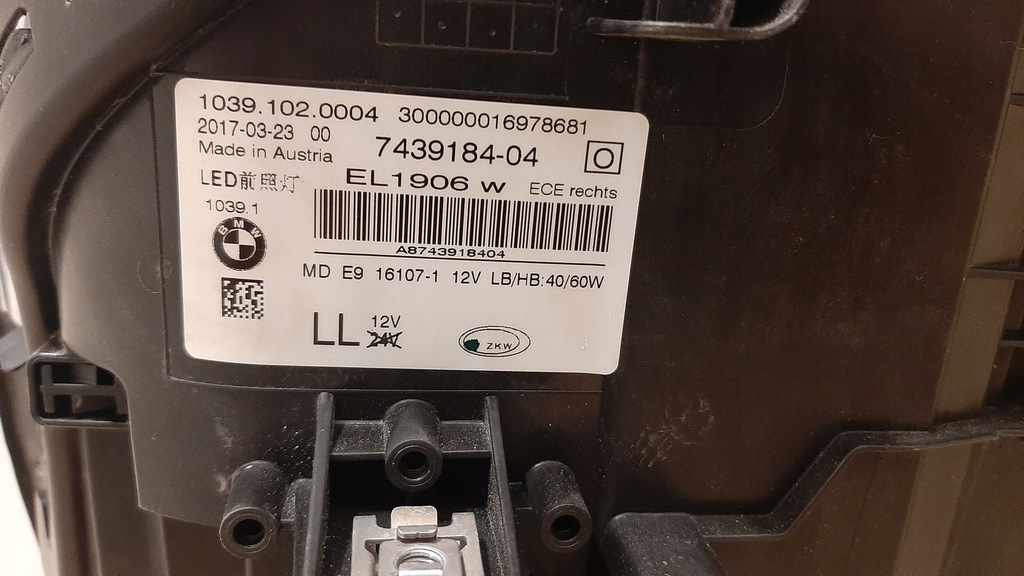 1039.102.0004 300000016978681
2017-03-23 00
7439184-04
O
Made in Austria
EL1906 w ECE rechts
LED前照灯
1039.1
BMW
A8743918404
MD E9 16107-1 12V LB/HB:40/60W
LL
12V
24V
ZKW